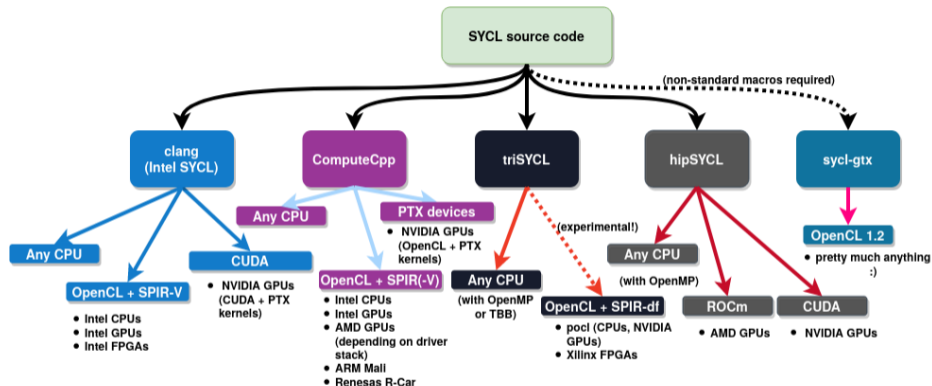 SYCL source code
(non-standard macros required)
clang
(Intel SYCL)
ComputeCpp
triSYCL
hipSYCL
sycl-gtx
Any CPU
OpenCL + SPIR-V
• Intel CPUs
• Intel GPUs
• Intel FPGAs
CUDA
• NVIDIA GPUs
(CUDA + PTX
kernels)
Any CPU
OpenCL + SPIR(-V)
• Intel CPUs
• Intel GPUs
• AMD GPUs
(depending on driver
stack)
• ARM Mali
• Renesas R-Car
PTX devices
• NVIDIA GPUs
(OpenCL + PTX
kernels)
Any CPU
(with OpenMP
or TBB)
(experimental!)
OpenCL + SPIR-df
• pocl (CPUs, NVIDIA
GPUs)
• Xilinx FPGAs
Any CPU
(with OpenMP)
ROCm
• AMD GPUs
CUDA
• NVIDIA GPUs
OpenCL 1.2
• pretty much anything
:)